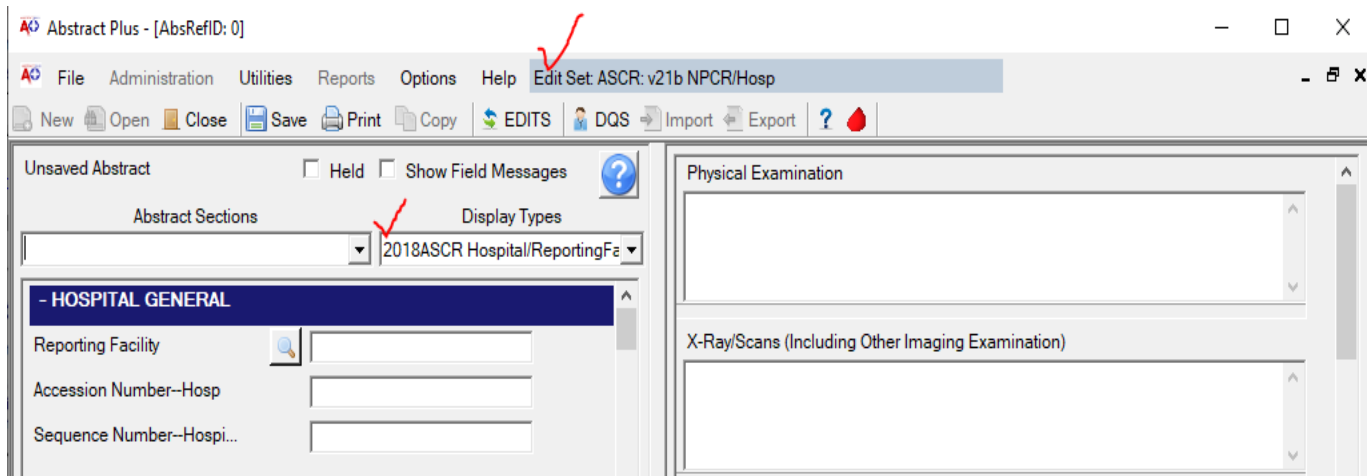 Abstract Plus - [AbsRefID: 0]
File Administration Utilities Reports Options Help Edit Set: ASCR: v21b NPCR/Hosp
New Open Close Save Print Copy EDITS DQS Import Export ?
Unsaved Abstract Held Show Field Messages ?
Abstract Sections Display Types
2018ASCR Hospital/ReportingFa
- HOSPITAL GENERAL
Reporting Facility
Accession Number--Hosp
Sequence Number--Hospi...
Physical Examination
X-Ray/Scans (Including Other Imaging Examination)